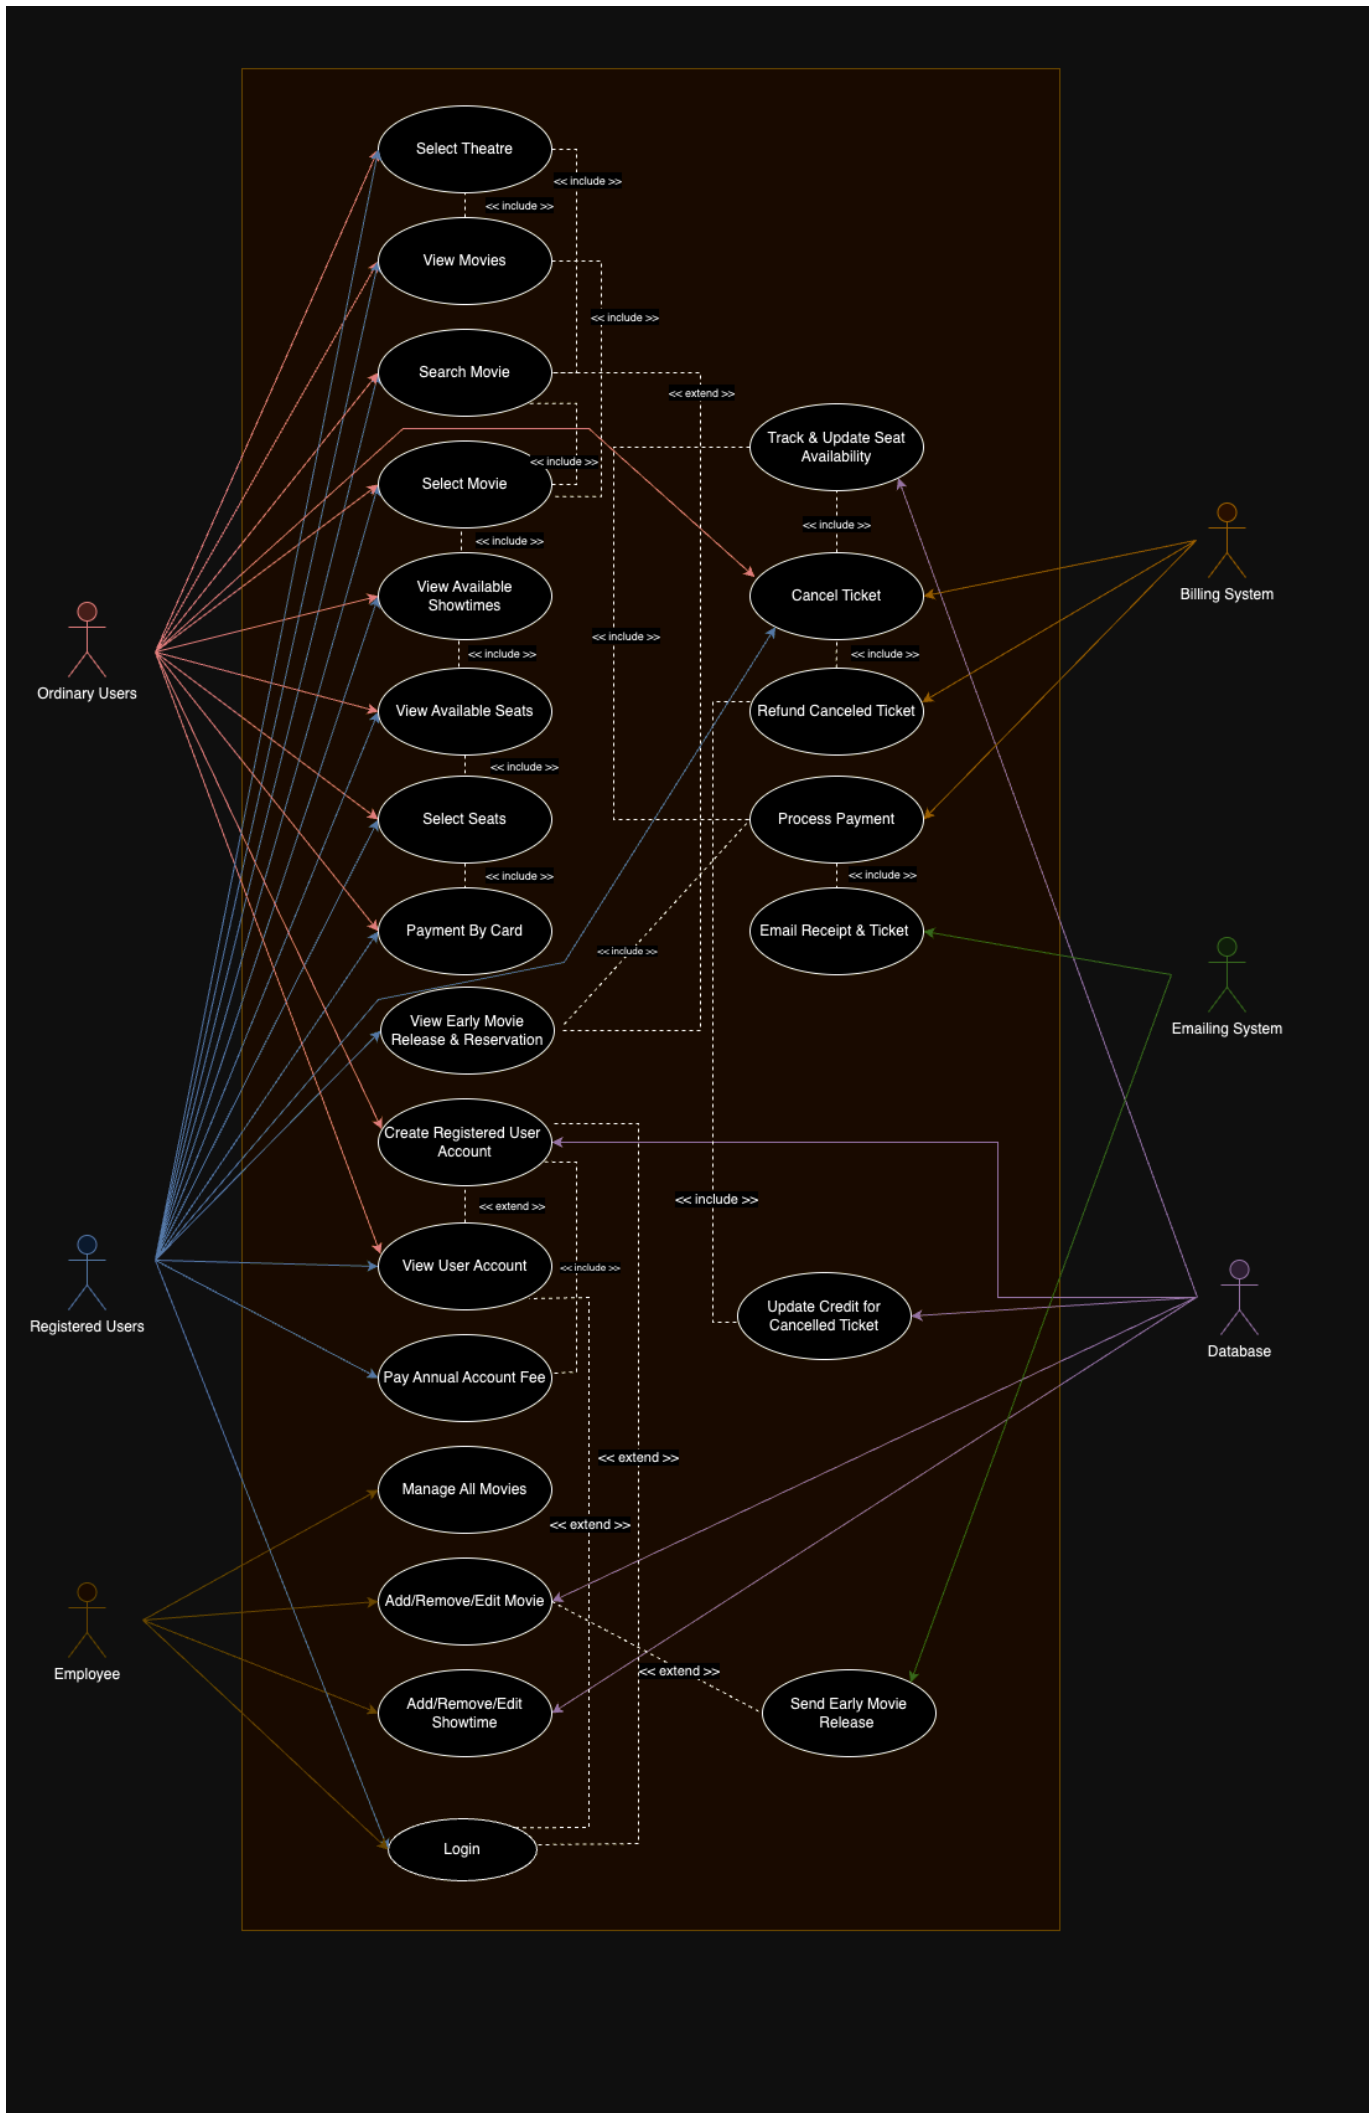 Select Theatre
<< include >>
<< include >>
View Movies
<< include >>
Search Movie
<< extend >>
Track & Update Seat
Availability
<< include >>
Select Movie
<< include >>
<< include >>
View Available
Showtimes
Cancel Ticket
Billing System
<< include >>
<< include >>
<< include >>
Ordinary Users
View Available Seats
Refund Canceled Ticket
<< include >>
Select Seats
Process Payment
<< include >>
<< include >>
Payment By Card
Email Receipt & Ticket
<< include >>
View Early Movie
Release & Reservation
Emailing System
Create Registered User
Account
<< include >>
<< extend >>
View User Account
<< include >>
Update Credit for
Cancelled Ticket
Registered Users
Database
Pay Annual Account Fee
<< extend >>
Manage All Movies
<< extend >>
Add/Remove/Edit Movie
Employee
<< extend >>
Add/Remove/Edit
Showtime
Send Early Movie
Release
Login